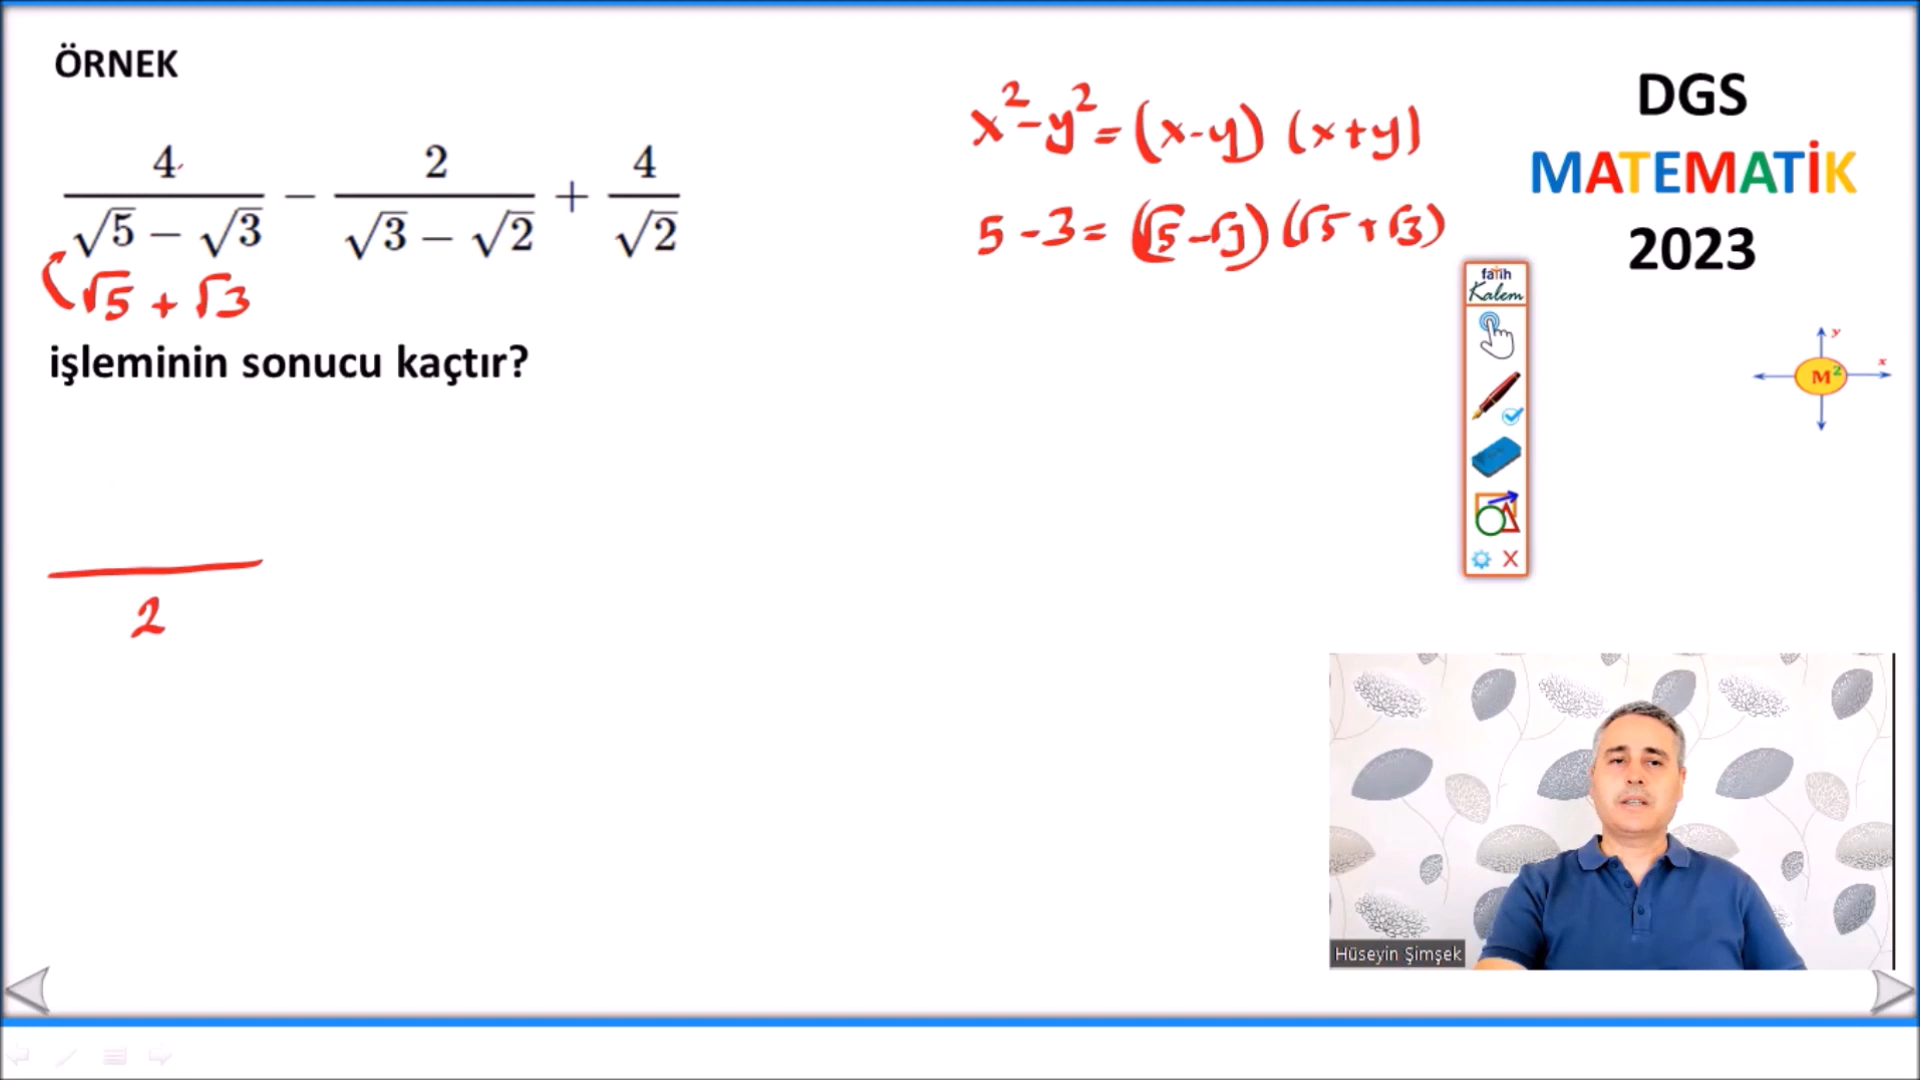 ÖRNEK
4/(√5 − √3) − 2/(√3 − √2) + 4/√2
√5 + √3
işleminin sonucu kaçtır?
2
x²-y²=(x-y) (x+y)
5-3=(√5-√3)(√5+√3)
DGS
MATEMATİK
2023
fatih
Kalem
X
y
x
M²
Hüseyin Şimşek